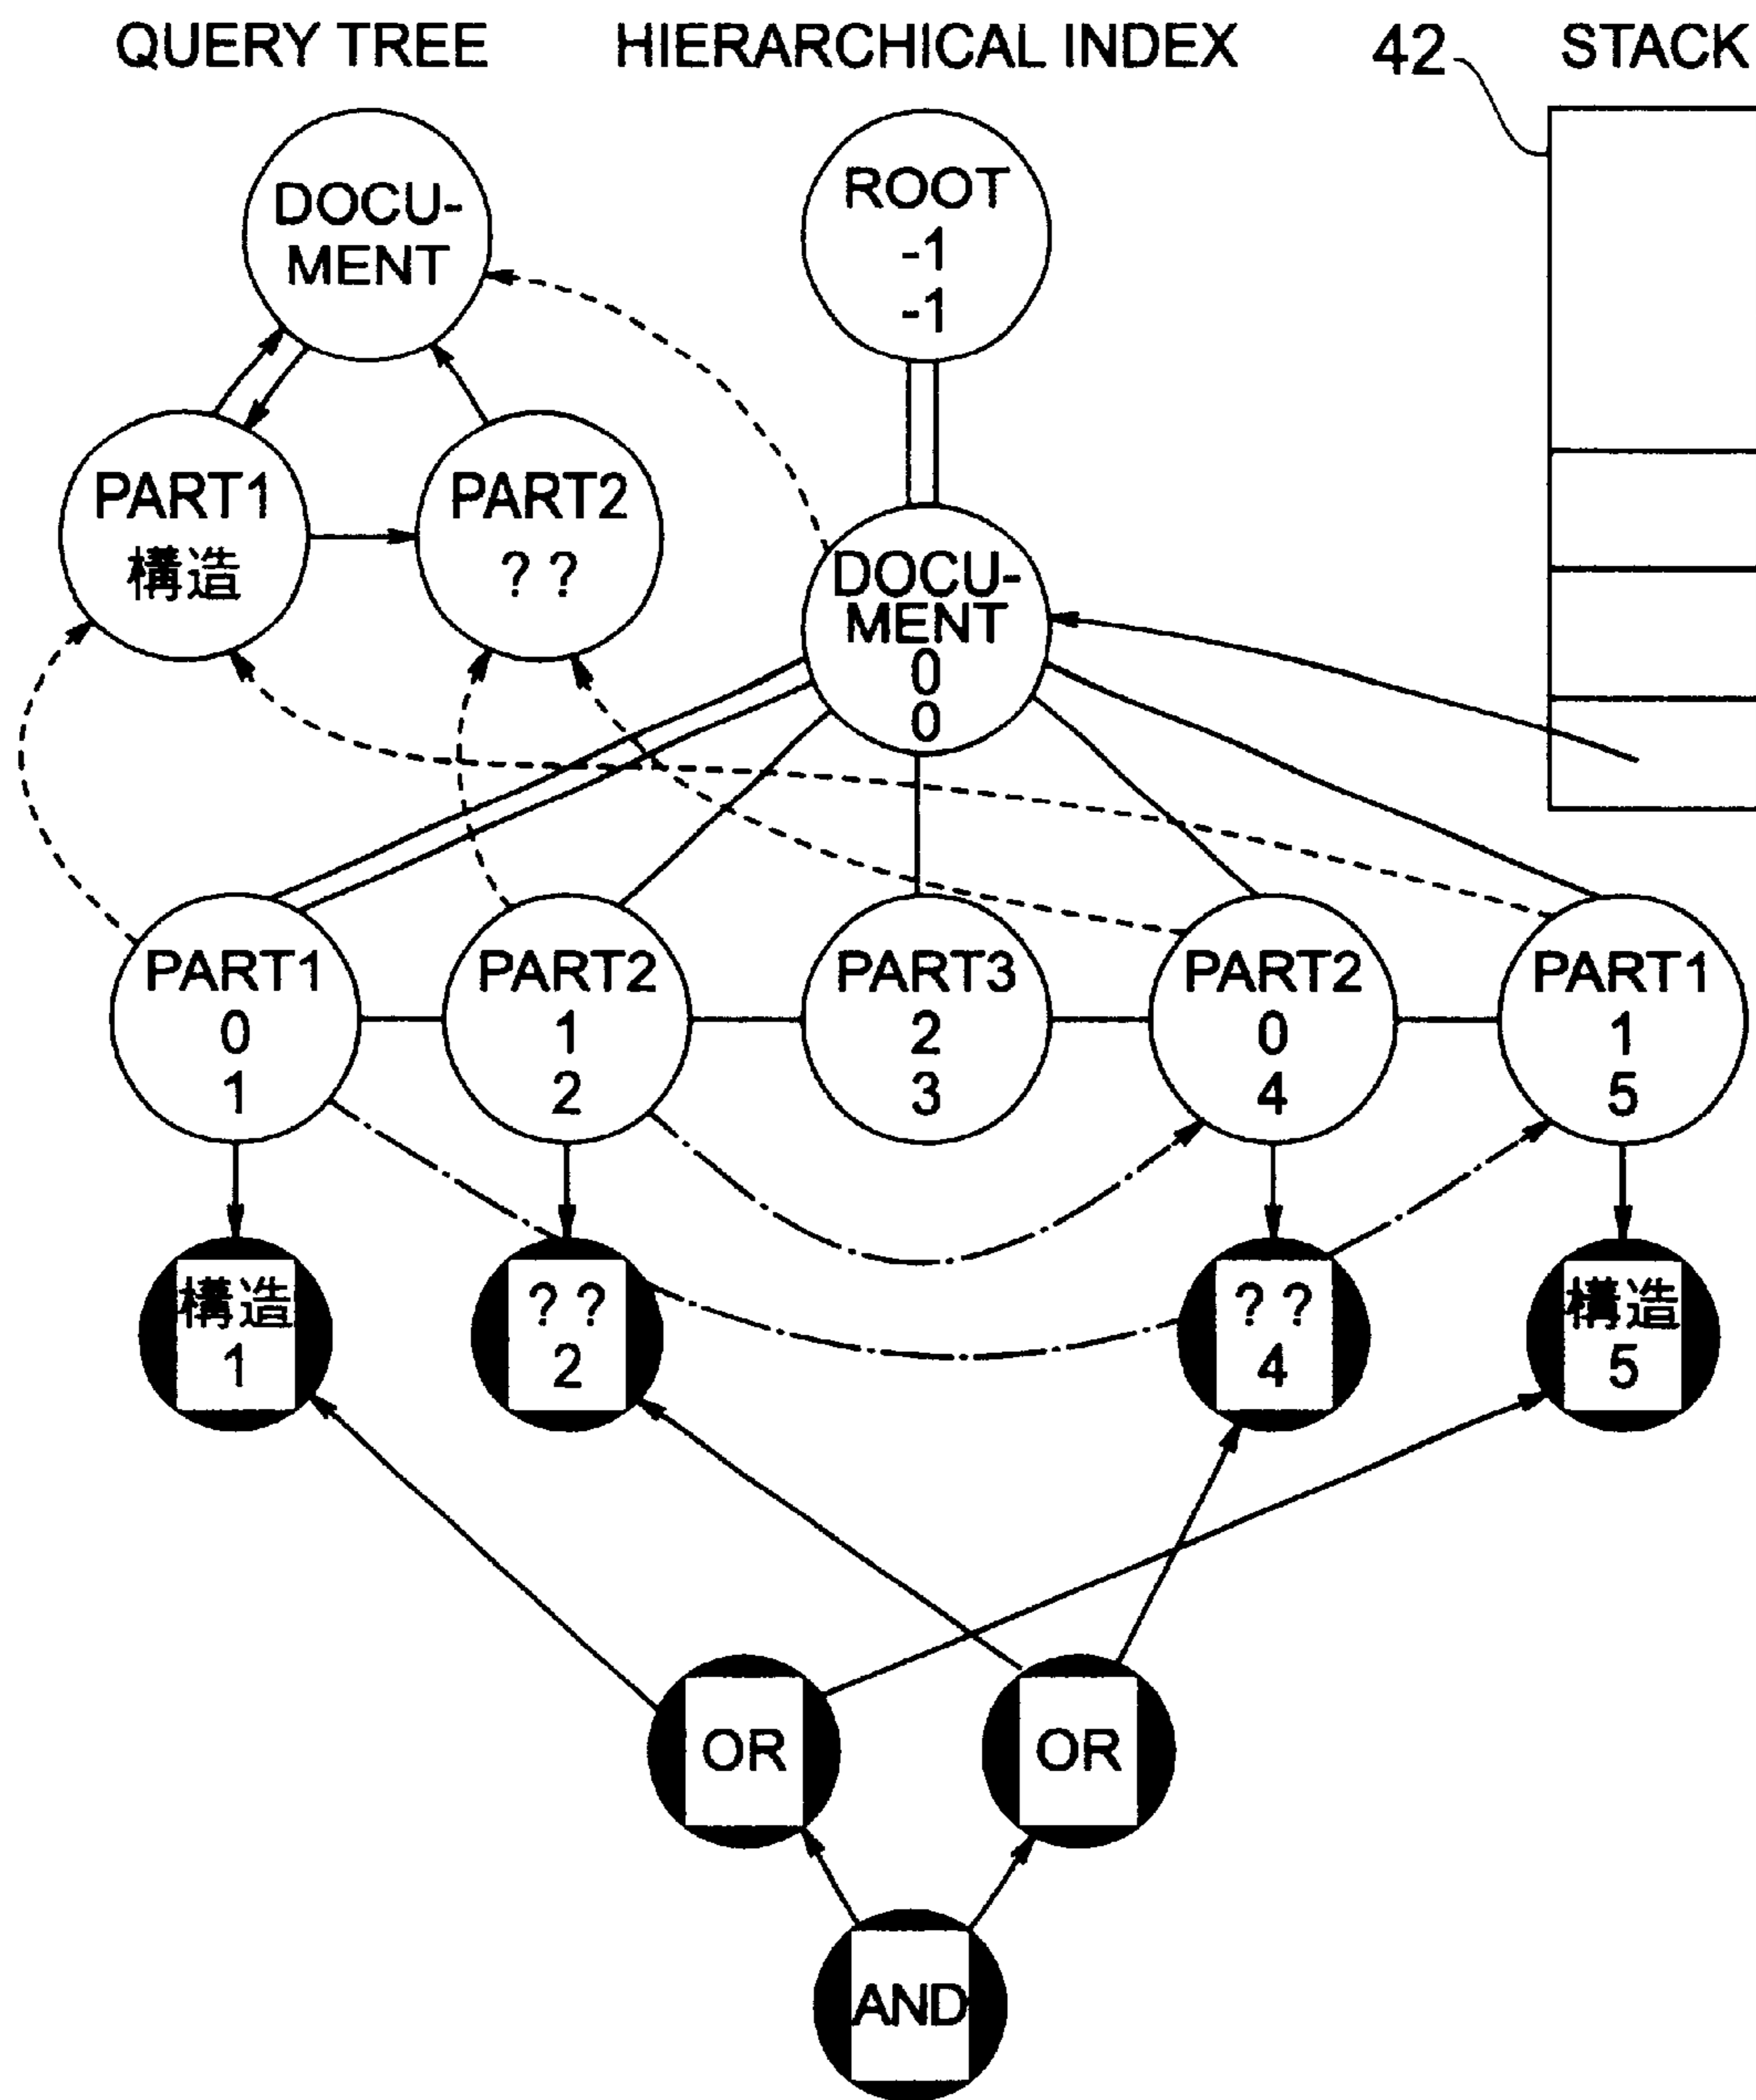 QUERY TREE
HIERARCHICAL INDEX
42
STACK
DOCU-
MENT
ROOT
-1
-1
PART1
構造
PART2
? ?
DOCU-
MENT
0
0
PART1
0
1
PART2
1
2
PART3
2
3
PART2
0
4
PART1
1
5
構造
1
? ?
2
? ?
4
構造
5
OR
OR
AND